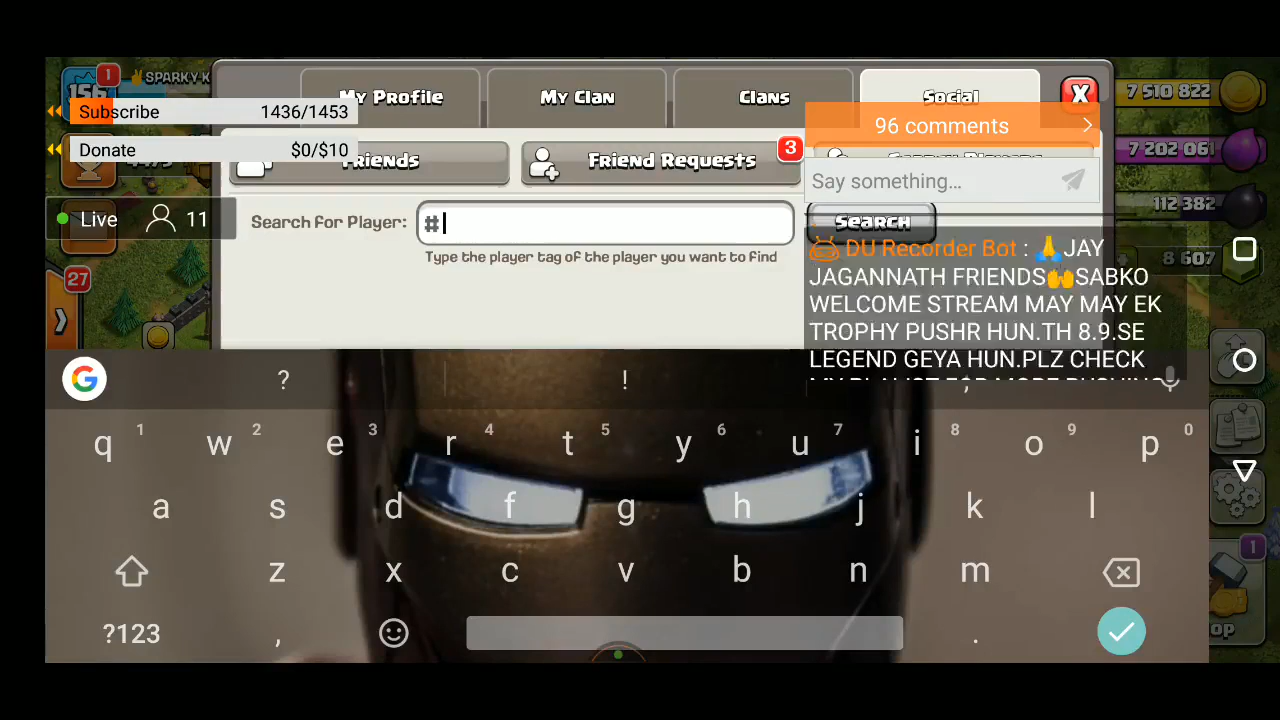 1
156
SPARKY K
My Profile
My Clan
Clans
Social
X
7 510 822
Subscribe 1436/1453
96 comments
Donate $0/$10
Friends
Friend Requests
3
7 202 061
Say something...
Live 11
Search for Player: #
Search
112 382
Type the player tag of the player you want to find
DU Recorder Bot : 🙏JAY
JAGANNATH FRIENDS🙌SABKO
WELCOME STREAM MAY MAY EK
TROPHY PUSHR HUN.TH 8.9.SE
LEGEND GEYA HUN.PLZ CHECK
8 607
27
G ? ! ,
q 1 w 2 e 3 r 4 t 5 y 6 u 7 i 8 o 9 p 0
a s d f g h j k l
z x c v b n m
1
?123 , .